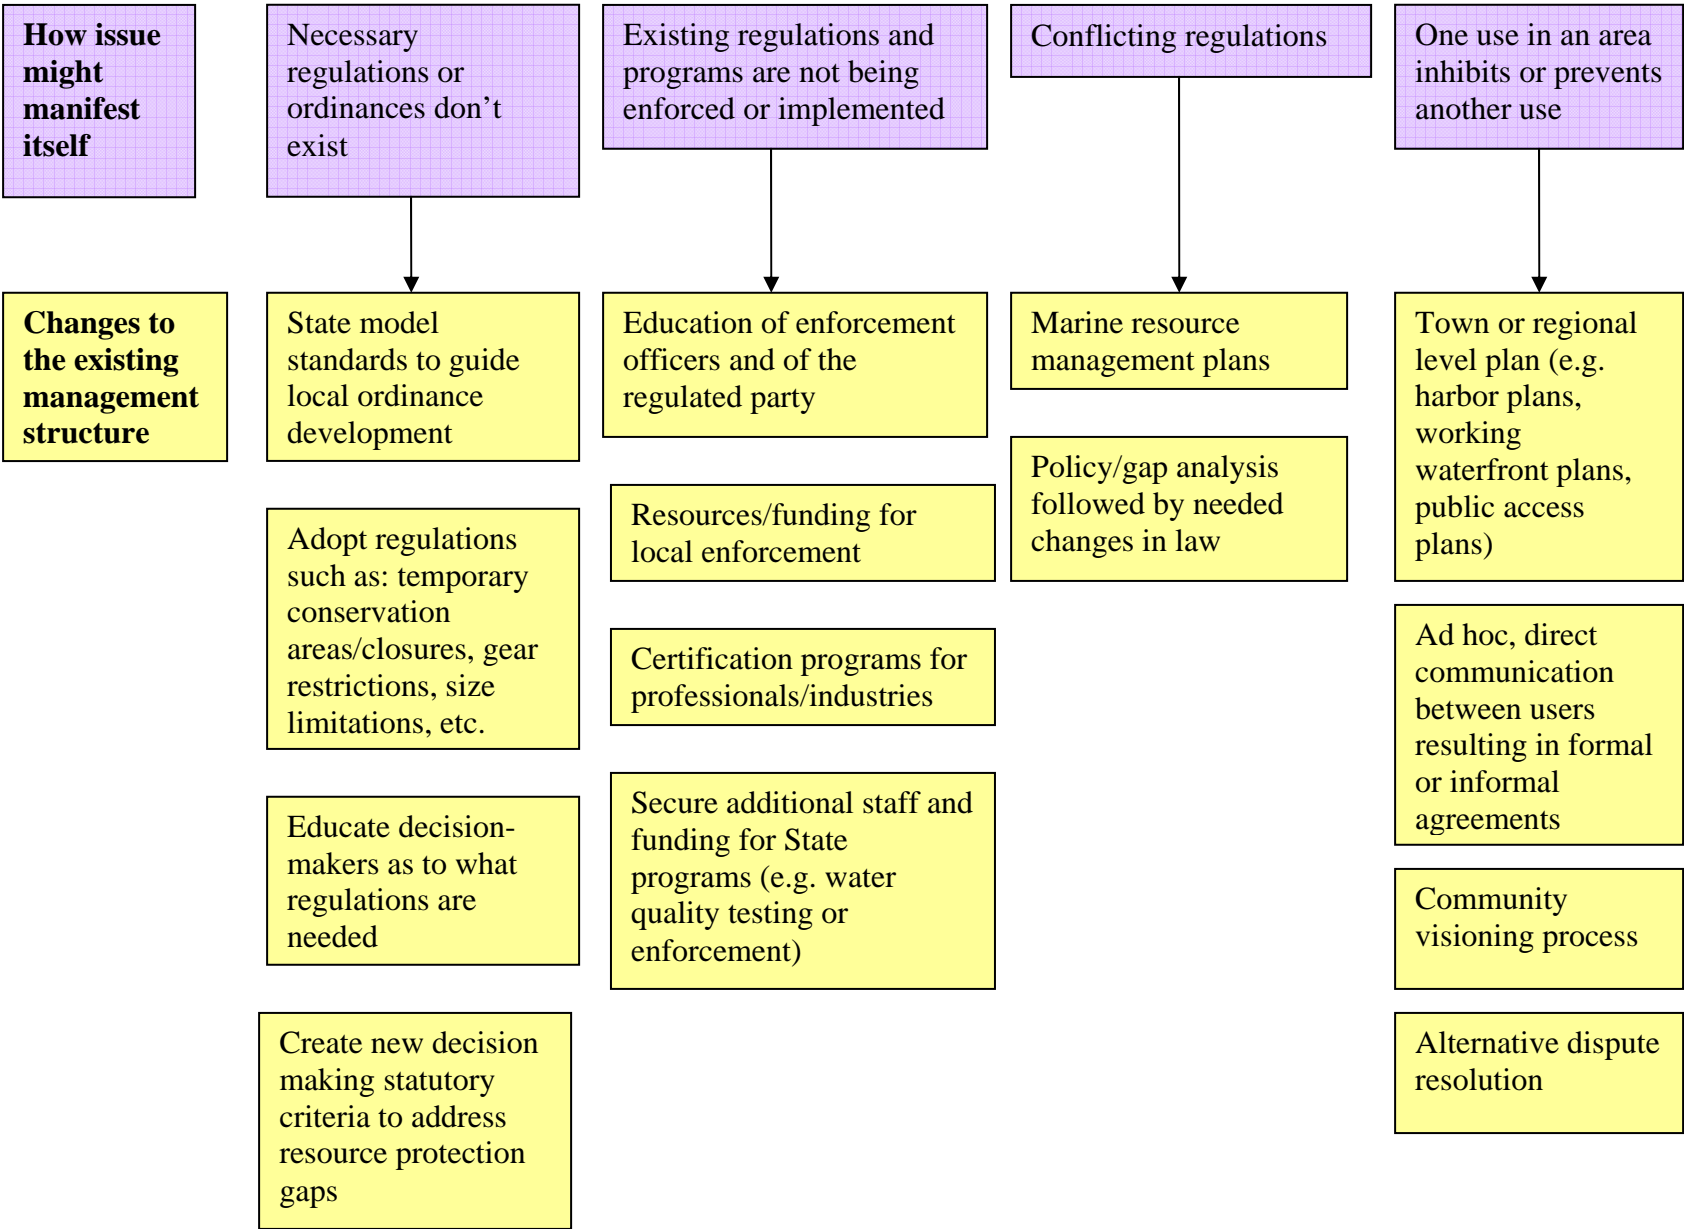 How issue
might
manifest
itself
Necessary
regulations or
ordinances don’t
exist
Existing regulations and
programs are not being
enforced or implemented
Conflicting regulations
One use in an area
inhibits or prevents
another use
Changes to
the existing
management
structure
State model
standards to guide
local ordinance
development
Adopt regulations
such as: temporary
conservation
areas/closures, gear
restrictions, size
limitations, etc.
Educate decision-
makers as to what
regulations are
needed
Create new decision
making statutory
criteria to address
resource protection
gaps
Education of enforcement
officers and of the
regulated party
Resources/funding for
local enforcement
Certification programs for
professionals/industries
Secure additional staff and
funding for State
programs (e.g. water
quality testing or
enforcement)
Marine resource
management plans
Policy/gap analysis
followed by needed
changes in law
Town or regional
level plan (e.g.
harbor plans,
working
waterfront plans,
public access
plans)
Ad hoc, direct
communication
between users
resulting in formal
or informal
agreements
Community
visioning process
Alternative dispute
resolution